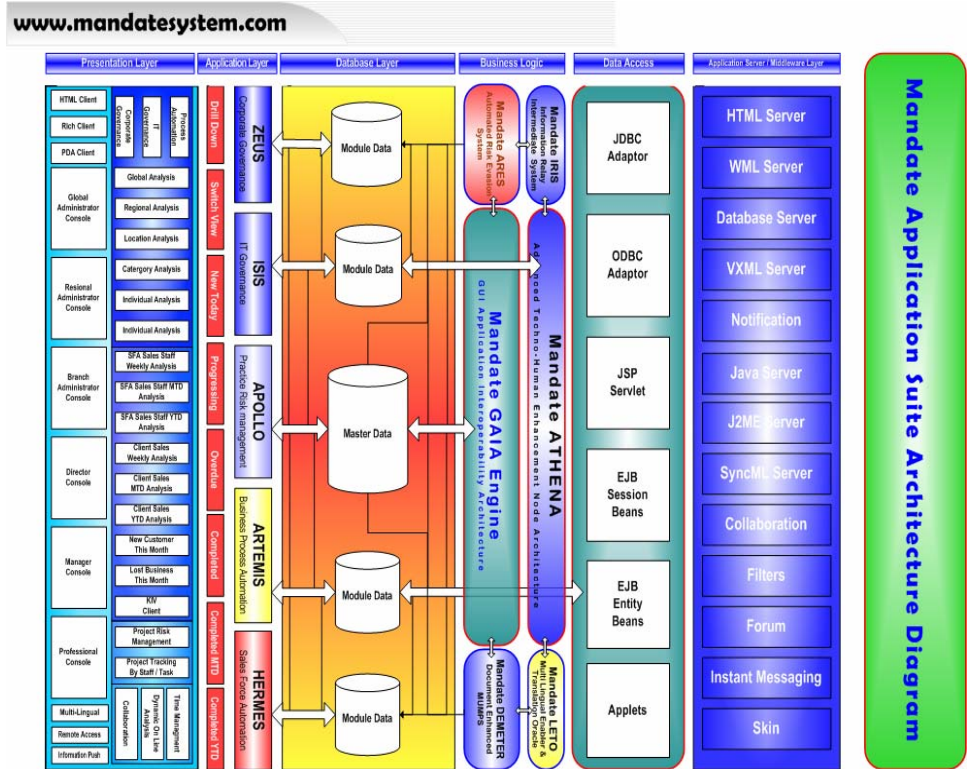 www.mandatesystem.com
Presentation Layer
Application Layer
Database Layer
Business Logic
Data Access
Application Server / Middleware Layer
HTML Client
Rich Client
PDA Client
Global
Administrator
Console
Resional
Administrator
Console
Branch
Administrator
Console
Director
Console
Manager
Console
Professional
Console
Multi-Lingual
Remote Access
Information Push
Corporate
Governance
IT
Governance
Process
Automation
Global Analysis
Regional Analysis
Location Analysis
Catergory Analysis
Individual Analysis
Individual Analysis
SFA Sales Staff
Weekly Analysis
SFA Sales Staff MTD
Analysis
SFA Sales Staff YTD
Analysis
Client Sales
Weekly Analysis
Client Sales
MTD Analysis
Client Sales
YTD Analysis
New Customer
This Month
Lost Business
This Month
KIV
Client
Project Risk
Management
Project Tracking
By Staff / Task
Collaboration
Dynamic On Line
Analysis
Time Managment
Drill Down
Switch View
New Today
Progressing
Overdue
Completed
Completed MTD
Completed YTD
ZEUS
Corporate Governance
ISIS
IT Governance
APOLLO
Practice Risk management
ARTEMIS
Business Process Automation
HERMES
Sales Force Automation
Module Data
Module Data
Master Data
Module Data
Module Data
Mandate ARES
Automated Risk Evasion
System
Mandate IRIS
Information Relay
Intermediate System
Mandate GAIA Engine
GUI Application Interoperability Architecture
Mandate ATHENA
Advanced Techno-Human Enhancement Node Architecture
Mandate DEMETER
Document Enhanced
MUMPS
Mandate LETO
Multi Lingual Enabler &
Translation Oracle
JDBC
Adaptor
ODBC
Adaptor
JSP
Servlet
EJB
Session
Beans
EJB
Entity
Beans
Applets
HTML Server
WML Server
Database Server
VXML Server
Notification
Java Server
J2ME Server
SyncML Server
Collaboration
Filters
Forum
Instant Messaging
Skin
Mandate Application Suite Architecture Diagram